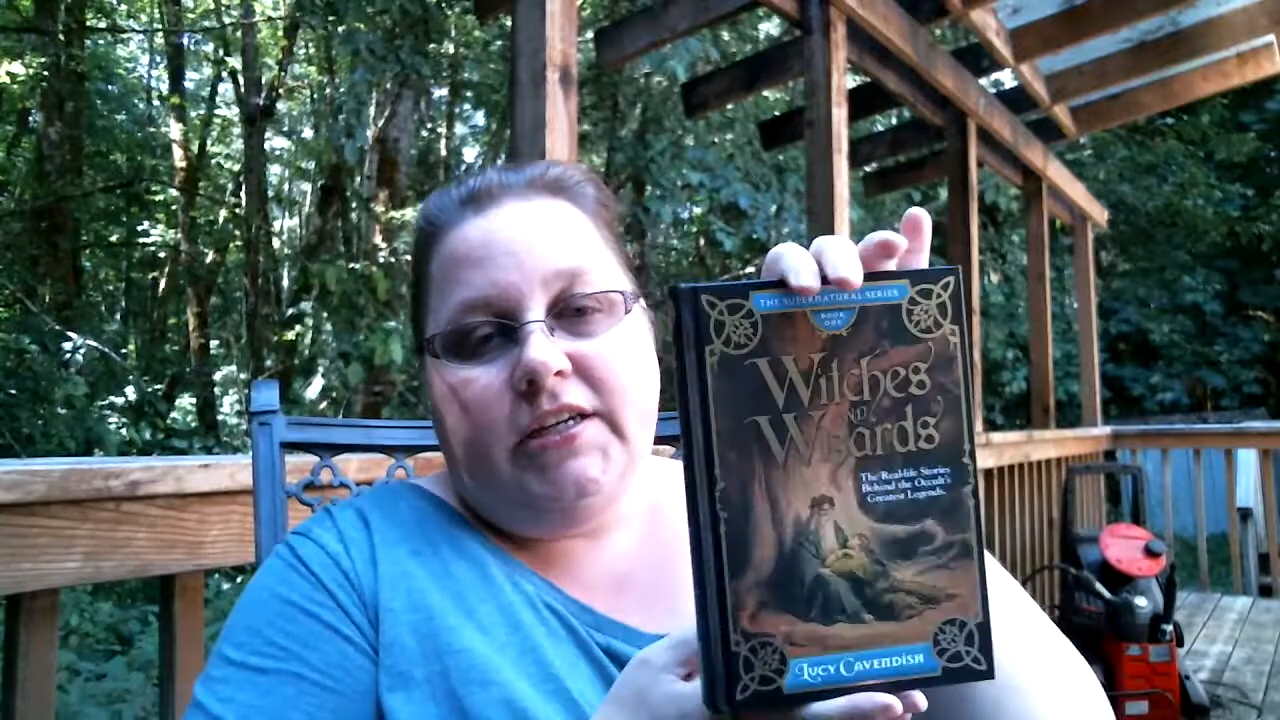 THE SUPERNATURAL SERIES
BOOK
ONE
Witches
AND
Wizards
The Real-life Stories
Behind the Occult's
Greatest Legends.
LUCY CAVENDISH